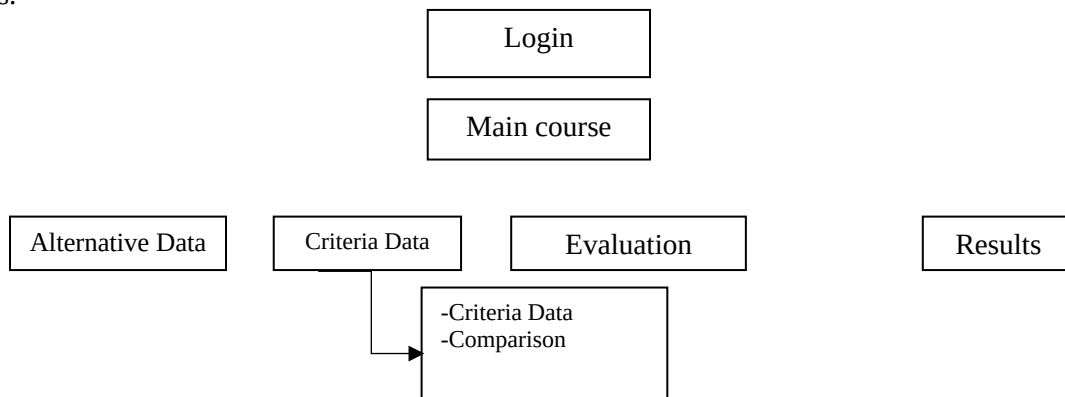 s.
Login
Main course
Alternative Data
Criteria Data
Evaluation
Results
-Criteria Data
-Comparison